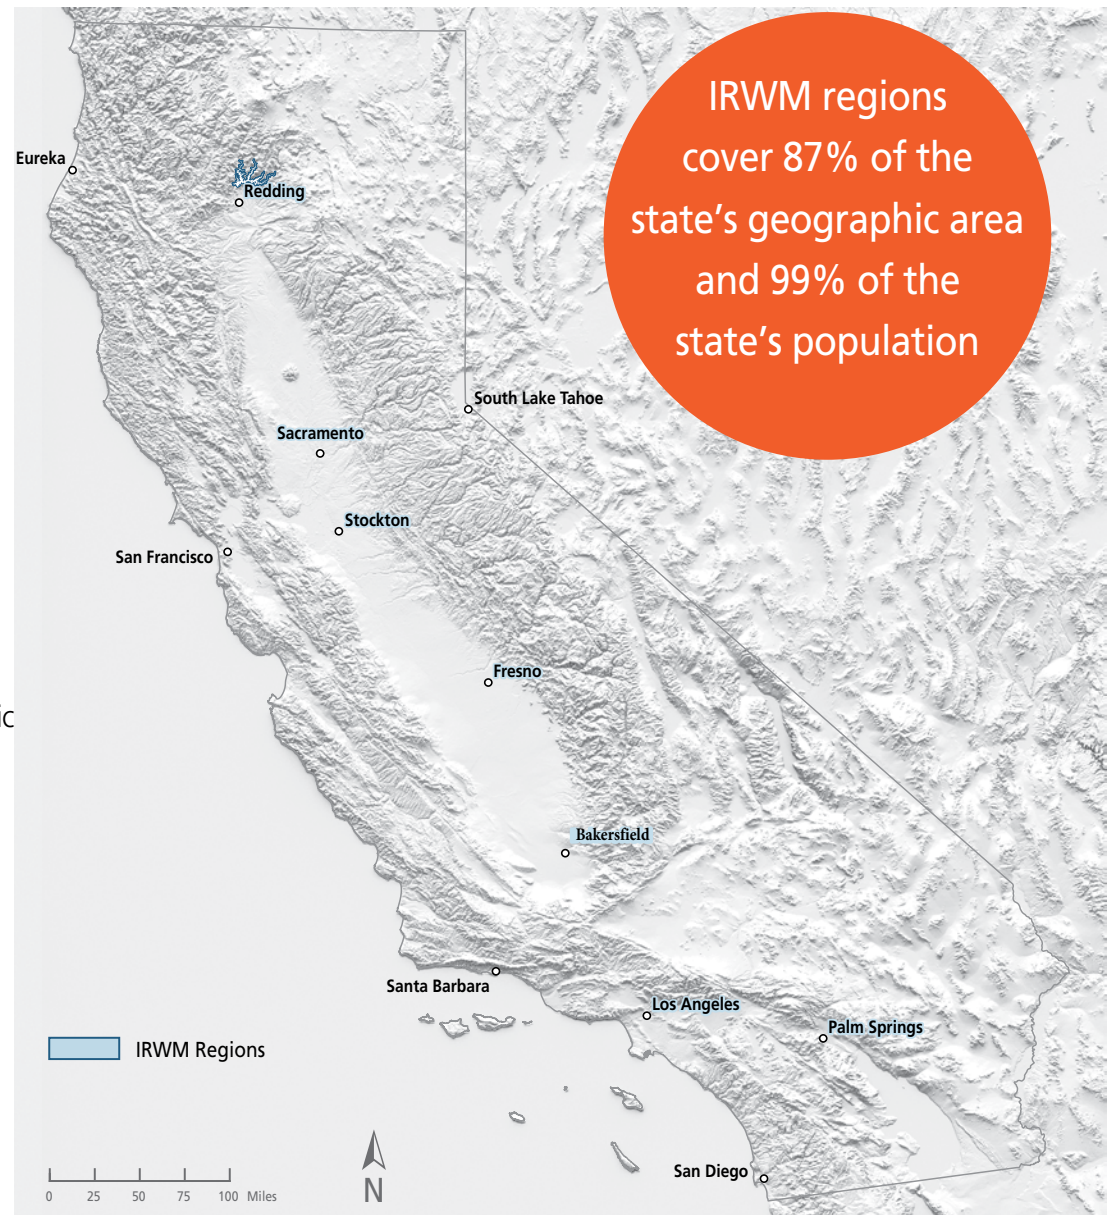 IRWM regions
cover 87% of the
state’s geographic area
and 99% of the
state’s population
Eureka
Redding
South Lake Tahoe
Sacramento
Stockton
San Francisco
Fresno
ic
Bakersfield
Santa Barbara
Los Angeles
Palm Springs
IRWM Regions
San Diego
0 25 50 75 100 Miles
N